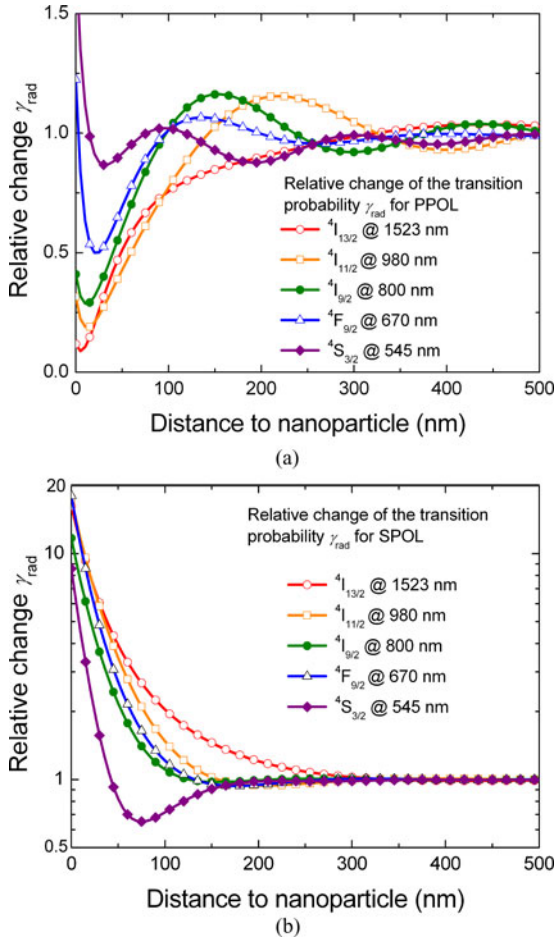 1.5
1.0
0.5
0.0
Relative change γrad
Relative change of the transition
probability γrad for PPOL
4I13/2 @ 1523 nm
4I11/2 @ 980 nm
4I9/2 @ 800 nm
4F9/2 @ 670 nm
4S3/2 @ 545 nm
0 100 200 300 400 500
Distance to nanoparticle (nm)
(a)
20
10
1
0.5
Relative change γrad
Relative change of the transition
probability γrad for SPOL
4I13/2 @ 1523 nm
4I11/2 @ 980 nm
4I9/2 @ 800 nm
4F9/2 @ 670 nm
4S3/2 @ 545 nm
0 100 200 300 400 500
Distance to nanoparticle (nm)
(b)